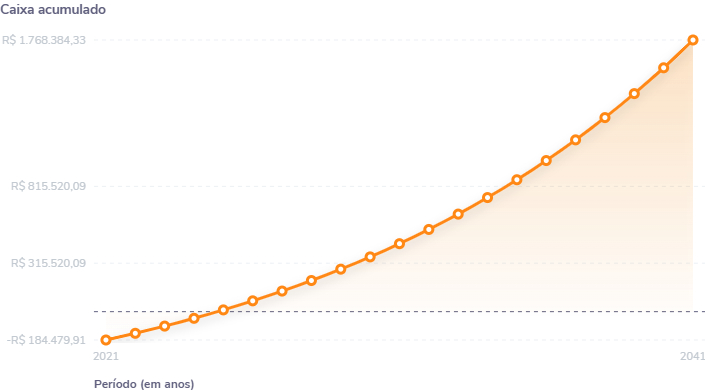 Caixa acumulado
R$ 1.768.384,33
R$ 815.520,09
R$ 315.520,09
-R$ 184.479,91
2021
2041
Período (em anos)